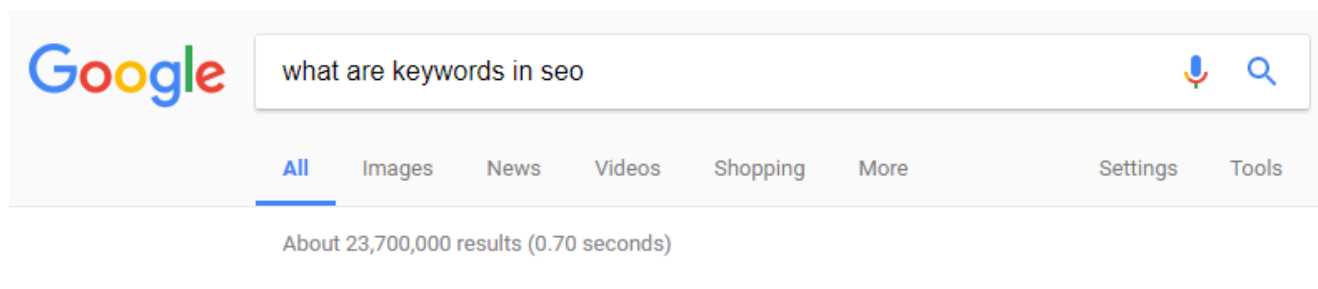 Google what are keywords in seo
All Images News Videos Shopping More Settings Tools
About 23,700,000 results (0.70 seconds)